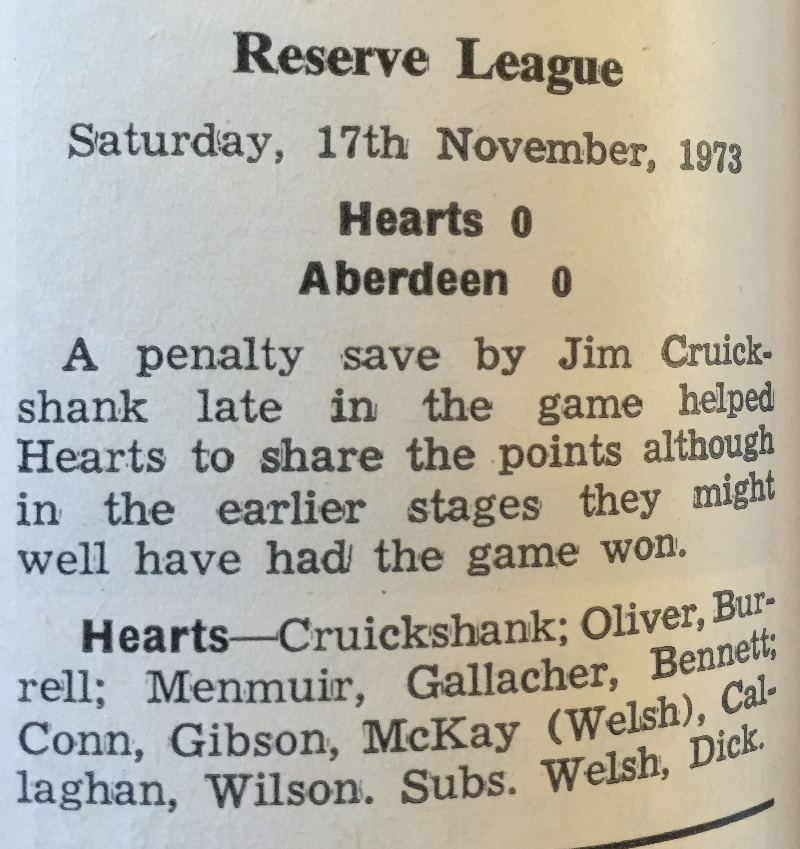 Reserve League
Saturday, 17th November, 1973
Hearts 0
Aberdeen 0
A penalty save by Jim Cruick-
shank late in the game helped
Hearts to share the points although
in the earlier stages they might
well have had the game won.
Hearts—Cruickshank; Oliver, Bur-
rell; Menmuir, Gallacher, Bennett;
Conn, Gibson, McKay (Welsh), Cal-
laghan, Wilson. Subs. Welsh, Dick.